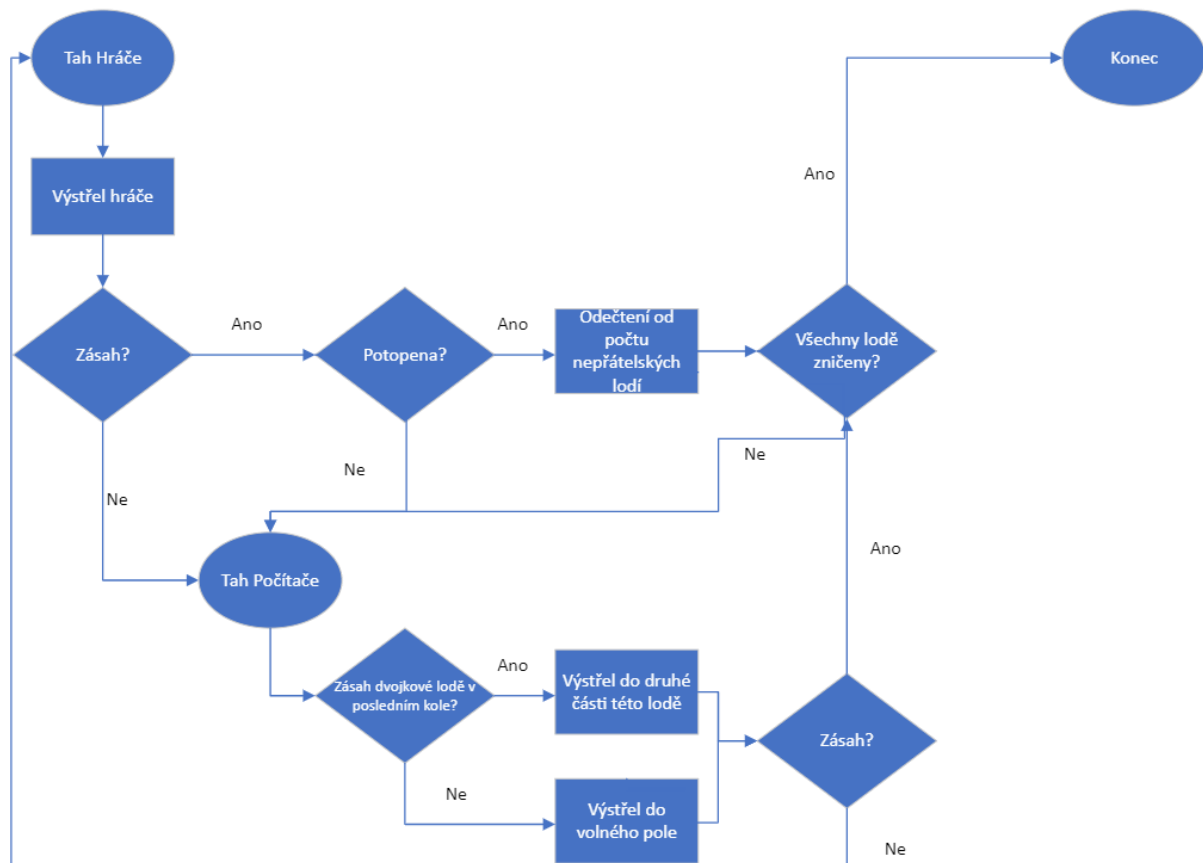 Tah Hráče
Konec
Ano
Výstřel hráče
Zásah?
Ano
Potopena?
Ano
Odečtení od
počtu
nepřátelských
lodí
Všechny lodě
zničeny?
Ne
Ne
Ne
Ano
Tah Počítače
Zásah dvojkové lodě v
posledním kole?
Ano
Výstřel do druhé
části této lodě
Zásah?
Ne
Výstřel do
volného pole
Ne